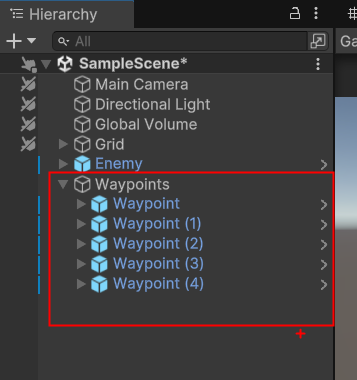 Hierarchy
All
Ga
SampleScene*
Main Camera
Directional Light
Global Volume
Grid
Enemy
Waypoints
Waypoint
Waypoint (1)
Waypoint (2)
Waypoint (3)
Waypoint (4)